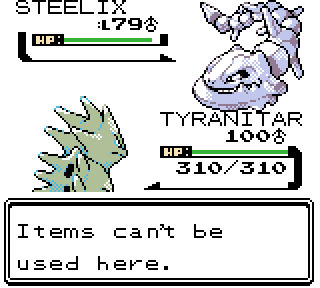 STEELIX
:L79♂
HP:
TYRANITAR
100♂
HP:
310/310
Items can't be
used here.